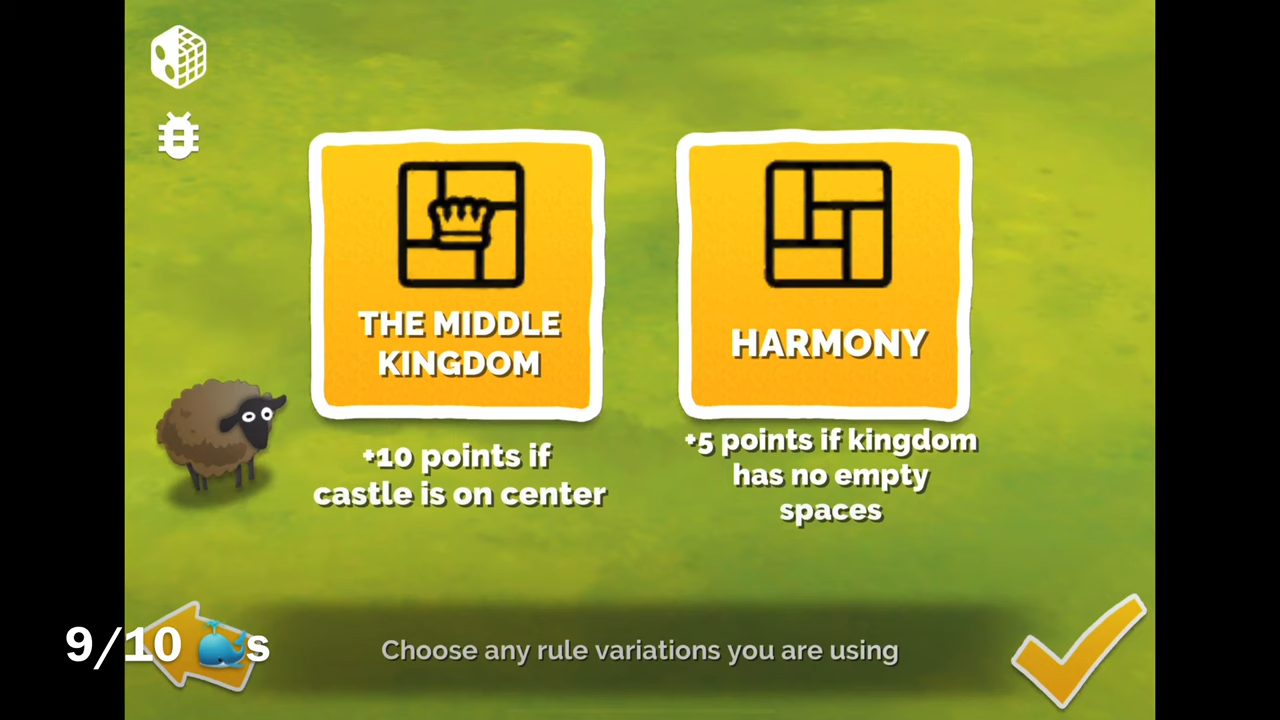 THE MIDDLE
KINGDOM
+10 points if
castle is on center
HARMONY
+5 points if kingdom
has no empty
spaces
9/10 🐳s
Choose any rule variations you are using